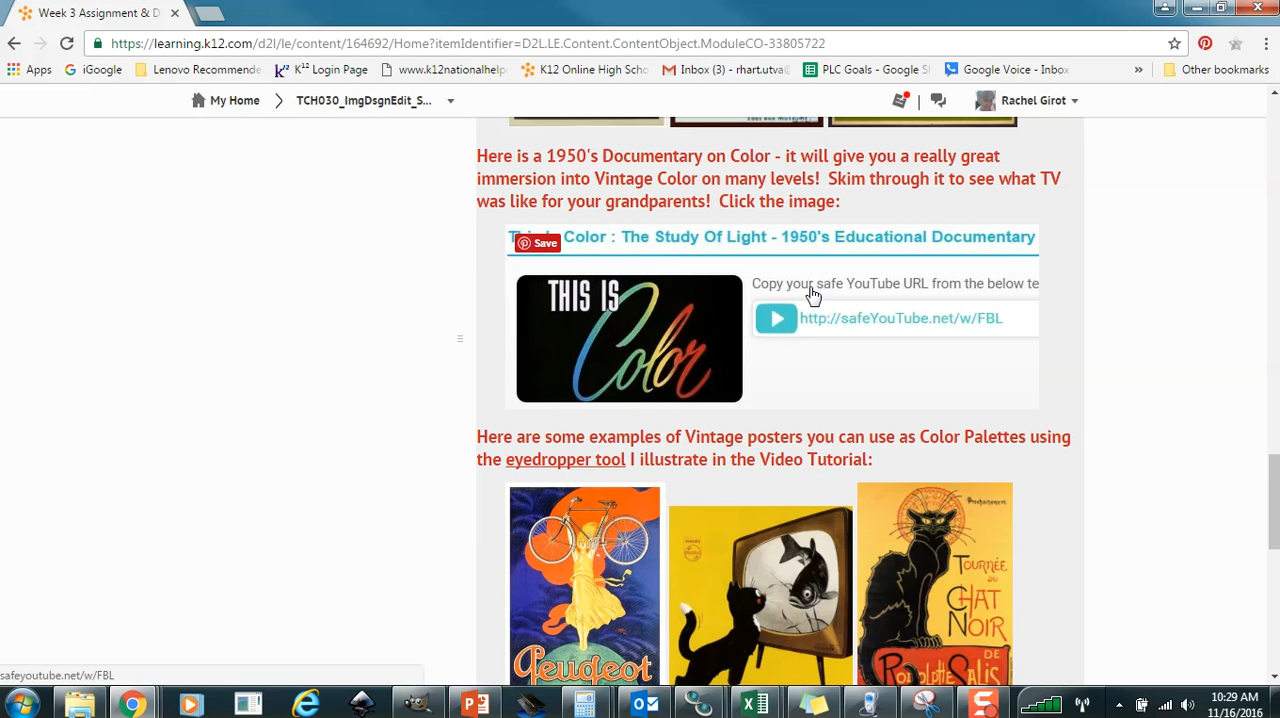 Week 3 Assignment & D
https://learning.k12.com/d2l/le/content/164692/Home?itemIdentifier=D2L.LE.Content.ContentObject.ModuleCO-33805722
Apps
iGoogle
Lenovo Recommende
K¹² Login Page
www.k12nationalhelp
K12 Online High Scho
Inbox (3) - rhart.utva@
PLC Goals - Google S
Google Voice - Inbox
»
Other bookmarks
My Home
TCH030_ImgDsgnEdit_S...
Rachel Girot
Here is a 1950's Documentary on Color - it will give you a really great
immersion into Vintage Color on many levels! Skim through it to see what TV
was like for your grandparents! Click the image:
Color : The Study Of Light - 1950's Educational Documentary
Save
THIS IS
Color
Copy your safe YouTube URL from the below te
http://safeYouTube.net/w/FBL
Here are some examples of Vintage posters you can use as Color Palettes using
the eyedropper tool I illustrate in the Video Tutorial:
Peugeot
PHILIPS
Prochainement
TOURNÉE
DU
CHAT
NOIR
DE
RODOLPHE SALIS
safeyoutube.net/w/FBL
10:29 AM
11/16/2016